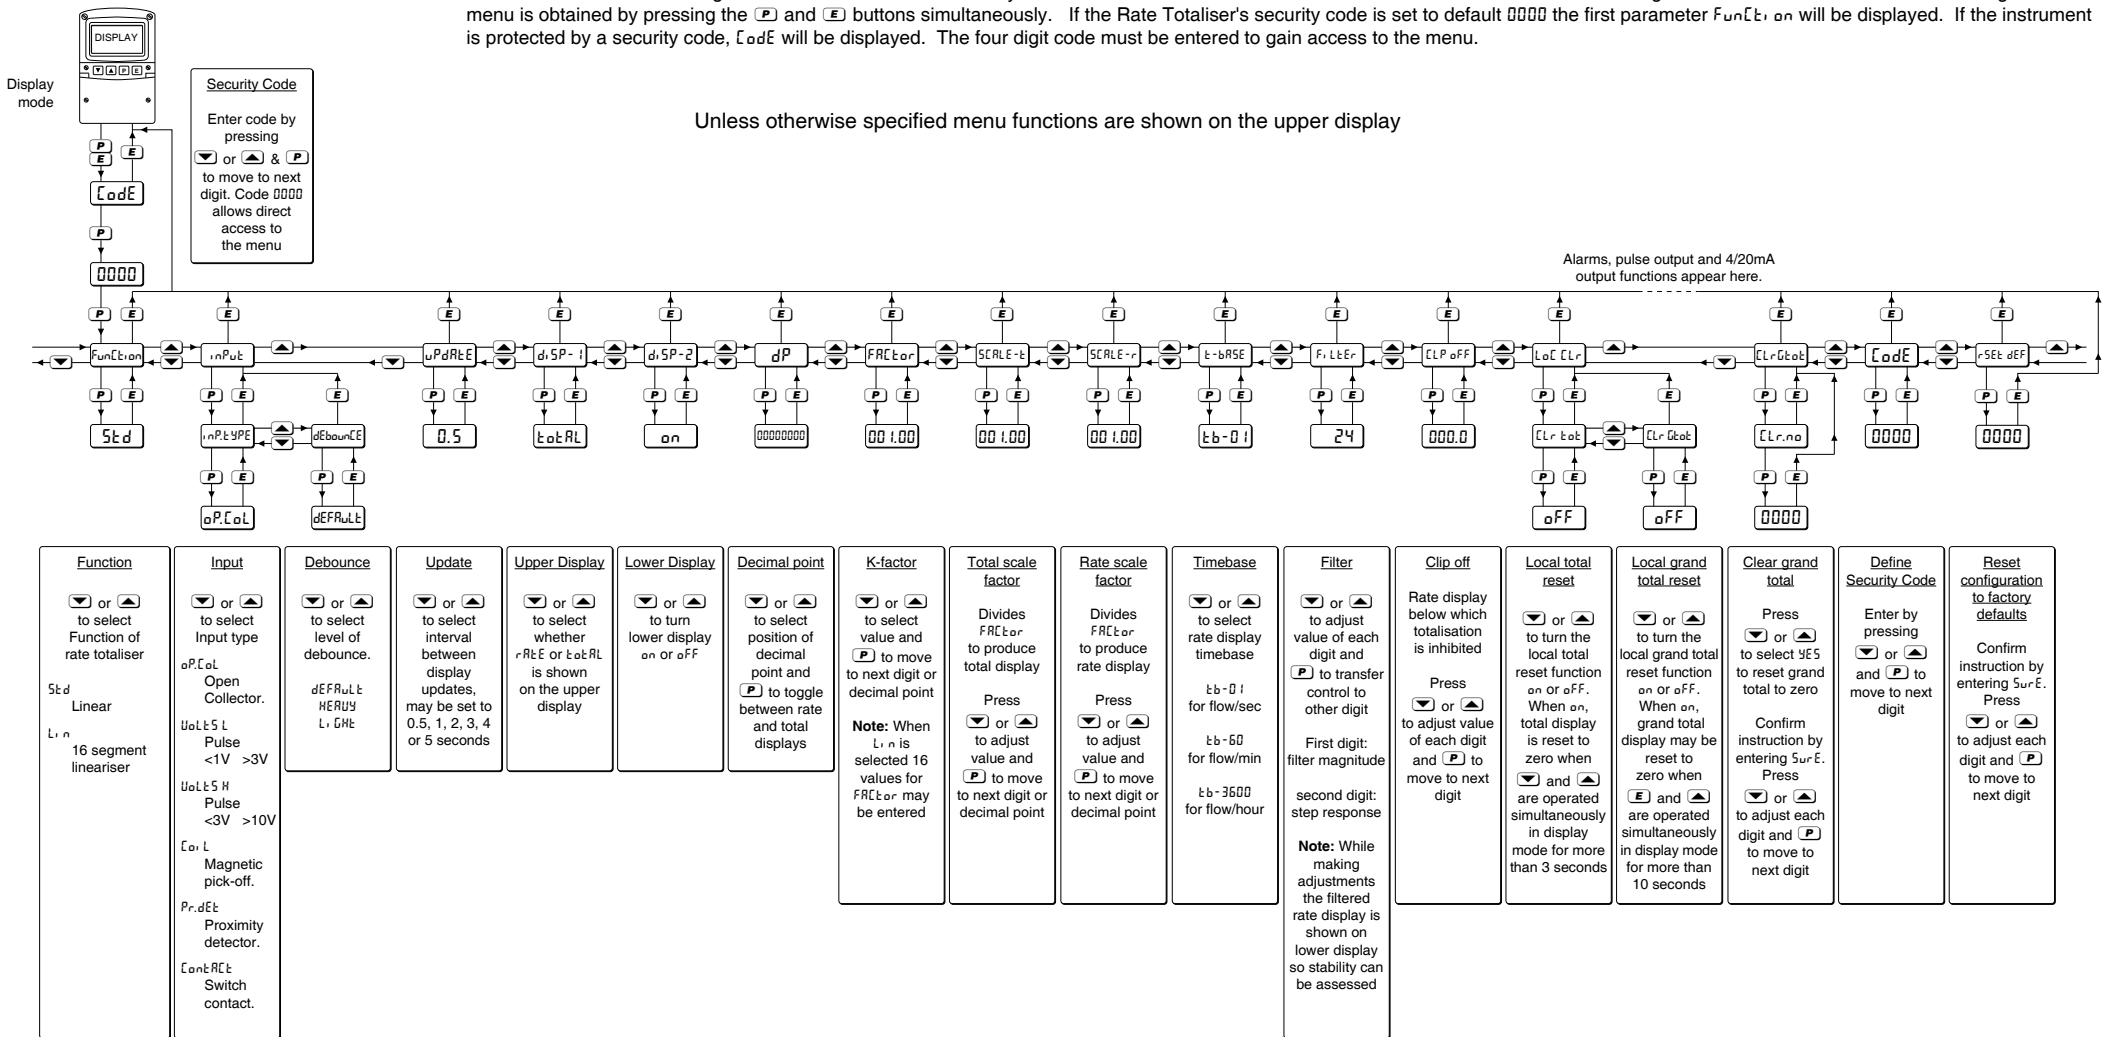 menu is obtained by pressing the P and E buttons simultaneously. If the Rate Totaliser's security code is set to default 0000 the first parameter FunCtion will be displayed. If the instrument
is protected by a security code, CodE will be displayed. The four digit code must be entered to gain access to the menu.
DISPLAY
P E
Display
mode
Security Code
Enter code by
pressing
▼ or ▲ & P
to move to next
digit. Code 0000
allows direct
access to
the menu
Unless otherwise specified menu functions are shown on the upper display
P
E
E
CodE
P
0000
Alarms, pulse output and 4/20mA
output functions appear here.
P E E E E E E E E E E E E E E E E
FunCtion inPut uPdAtE diSP-1 diSP-2 dP FACtor SCALE-t SCALE-r t-bASE FiLtEr CLP oFF LoC CLr CLrGtot CodE rSEt dEF
P E P E E P E P E P E P E P E P E P E P E P E P E P E E P E P E P E
Std inP.tYPE dEbounCE 0.5 totAL on 00000000 001.00 001.00 001.00 tb-01 24 000.0 CLr tot CLr Gtot CLr.no 0000 0000
P E P E P E P E P E
oP.CoL dEFAuLt oFF oFF 0000
Function
▼ or ▲
to select
Function of
rate totaliser
Std
Linear
Lin
16 segment
lineariser
Input
▼ or ▲
to select
Input type
oP.CoL
Open
Collector.
VoLtS L
Pulse
<1V >3V
VoLtS H
Pulse
<3V >10V
CoiL
Magnetic
pick-off.
Pr.dEt
Proximity
detector.
ContACt
Switch
contact.
Debounce
▼ or ▲
to select
level of
debounce.
dEFAuLt
HEAVY
LiGHt
Update
▼ or ▲
to select
interval
between
display
updates,
may be set to
0.5, 1, 2, 3, 4
or 5 seconds
Upper Display
▼ or ▲
to select
whether
rAtE or totAL
is shown
on the upper
display
Lower Display
▼ or ▲
to turn
lower display
on or oFF
Decimal point
▼ or ▲
to select
position of
decimal
point and
P to toggle
between rate
and total
displays
K-factor
▼ or ▲
to select
value and
P to move
to next digit or
decimal point
Note: When
Lin is
selected 16
values for
FACtor may
be entered
Total scale
factor
Divides
FACtor
to produce
total display
Press
▼ or ▲
to adjust
value and
P to move
to next digit or
decimal point
Rate scale
factor
Divides
FACtor
to produce
rate display
Press
▼ or ▲
to adjust
value and
P to move
to next digit or
decimal point
Timebase
▼ or ▲
to select
rate display
timebase
tb-01
for flow/sec
tb-60
for flow/min
tb-3600
for flow/hour
Filter
▼ or ▲
to adjust
value of each
digit and
P to transfer
control to
other digit
First digit:
filter magnitude
second digit:
step response
Note: While
making
adjustments
the filtered
rate display is
shown on
lower display
so stability can
be assessed
Clip off
Rate display
below which
totalisation
is inhibited
Press
▼ or ▲
to adjust value
of each digit
and P to
move to next
digit
Local total
reset
▼ or ▲
to turn the
local total
reset function
on or oFF.
When on,
total display
is reset to
zero when
▼ and ▲
are operated
simultaneously
in display
mode for more
than 3 seconds
Local grand
total reset
▼ or ▲
to turn the
local grand total
reset function
on or oFF.
When on,
grand total
display may be
reset to
zero when
E and ▲
are operated
simultaneously
in display mode
for more than
10 seconds
Clear grand
total
Press
▼ or ▲
to select YES
to reset grand
total to zero
Confirm
instruction by
entering SurE.
Press
▼ or ▲
to adjust each
digit and P
to move to
next digit
Define
Security Code
Enter by
pressing
▼ or ▲
and P to
move to next
digit
Reset
configuration
to factory
defaults
Confirm
instruction by
entering SurE.
Press
▼ or ▲
to adjust each
digit and P
to move to
next digit